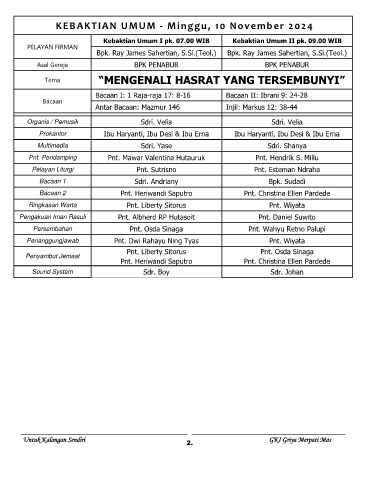 KEBAKTIAN UMUM - Minggu, 10 November 2024
PELAYAN FIRMAN
Kebaktian Umum I pk. 07.00 WIB
Kebaktian Umum II pk. 09.00 WIB
Bpk. Ray James Sahertian, S.Si.(Teol.)
Bpk. Ray James Sahertian, S.Si.(Teol.)
Asal Gereja
BPK PENABUR
BPK PENABUR
Tema
“MENGENALI HASRAT YANG TERSEMBUNYI”
Bacaan
Bacaan I: 1 Raja-raja 17: 8-16
Bacaan II: Ibrani 9: 24-28
Antar Bacaan: Mazmur 146
Injil: Markus 12: 38-44
Organis / Pemusik
Sdri. Velia
Sdri. Velia
Prokantor
Ibu Haryanti, Ibu Desi & Ibu Erna
Ibu Haryanti, Ibu Desi & Ibu Erna
Multimedia
Sdri. Yase
Sdri. Shanya
Pnt. Pendamping
Pnt. Mawar Valentina Hutauruk
Pnt. Hendrik S. Millu
Pelayan Liturgi
Pnt. Sutrisno
Pnt. Esteman Ndraha
Bacaan 1
Sdri. Andriany
Bpk. Sudadi
Bacaan 2
Pnt. Heriwandi Saputro
Pnt. Christina Ellen Pardede
Ringkasan Warta
Pnt. Liberty Sitorus
Pnt. Wiyata
Pengakuan Iman Rasuli
Pnt. Albherd RP Hutasoit
Pnt. Daniel Suwito
Persembahan
Pnt. Osda Sinaga
Pnt. Wahyu Retno Palupi
Penanggungjawab
Pnt. Dwi Rahayu Ning Tyas
Pnt. Wiyata
Penyambut Jemaat
Pnt. Liberty Sitorus
Pnt. Heriwandi Saputro
Pnt. Osda Sinaga
Pnt. Christina Ellen Pardede
Sound System
Sdr. Boy
Sdr. Johan
Untuk Kalangan Sendiri
2.
GKI Griya Merpati Mas